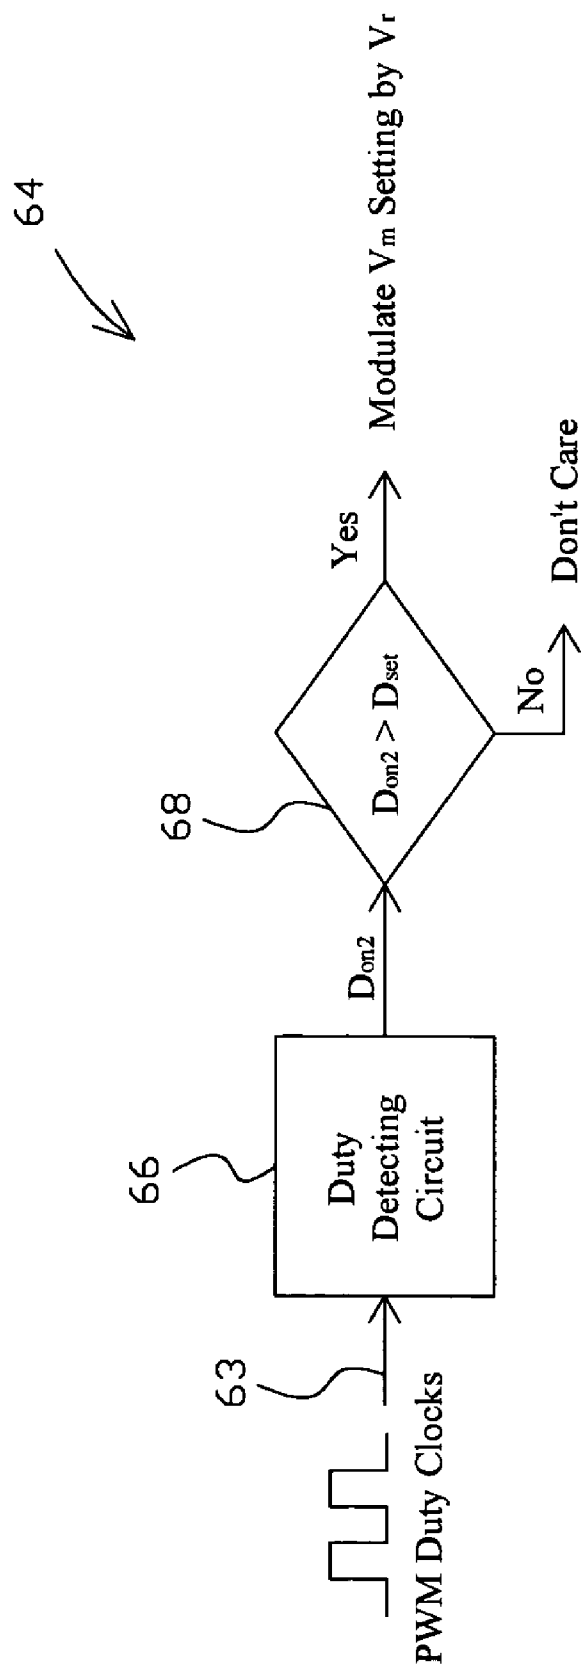 64
63
PWM Duty Clocks
66
Duty
Detecting
Circuit
Don2
68
Don2 > Dset
Yes
Modulate Vm Setting by Vr
No
Don't Care